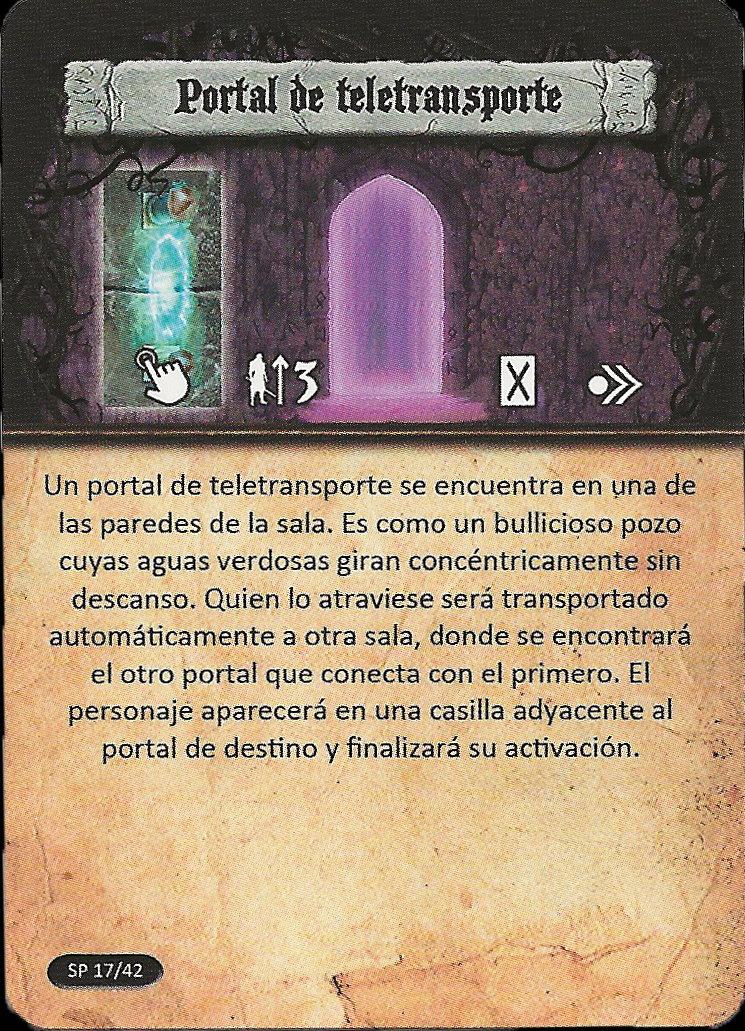 Portal de teletransporte
3
X
Un portal de teletransporte se encuentra en una de
las paredes de la sala. Es como un bullicioso pozo
cuyas aguas verdosas giran concéntricamente sin
descanso. Quien lo atraviese será transportado
automáticamente a otra sala, donde se encontrará
el otro portal que conecta con el primero. El
personaje aparecerá en una casilla adyacente al
portal de destino y finalizará su activación.
SP 17/42